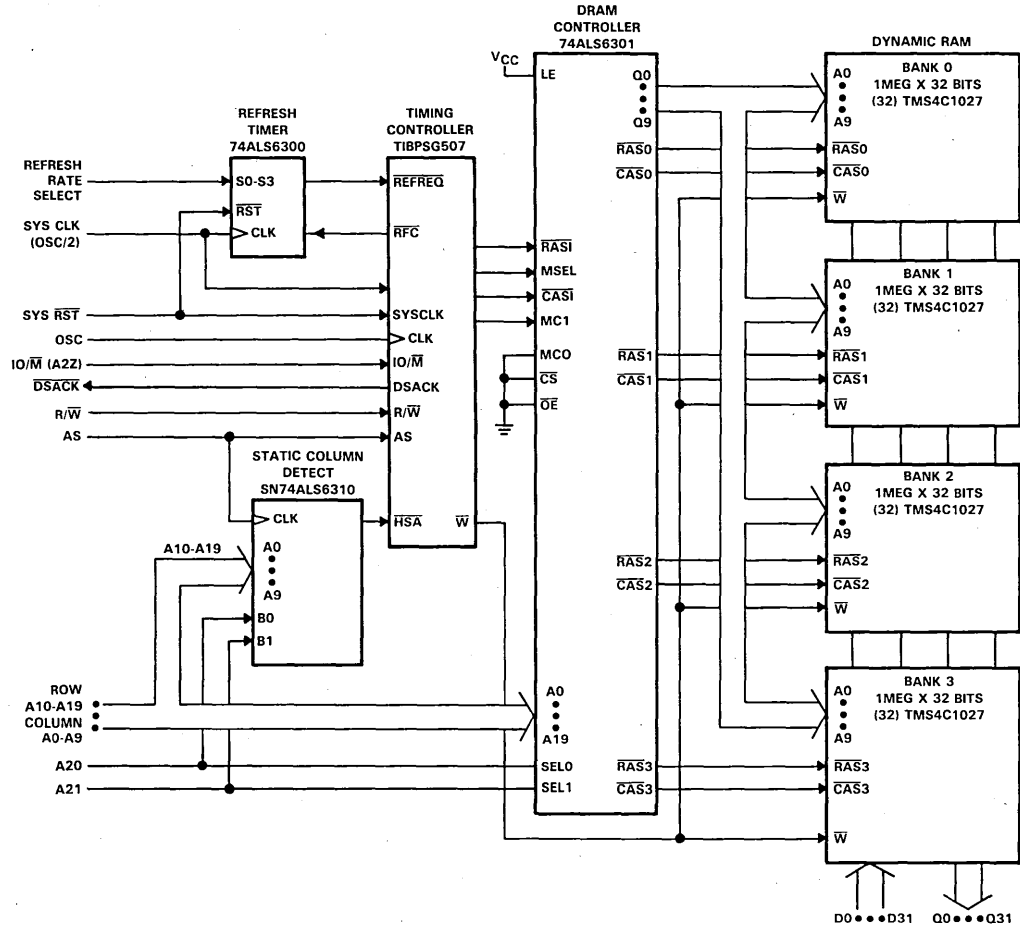 DRAM
CONTROLLER
74ALS6301
VCC
LE
Q0
Q9
RAS0
CAS0
RASI
MSEL
CASI
MC1
MCO
CS
OE
RAS1
CAS1
RAS2
CAS2
A0
A19
SEL0
SEL1
RAS3
CAS3
REFRESH
TIMER
74ALS6300
S0-S3
RST
CLK
TIMING
CONTROLLER
TIBPSG507
REFREQ
RFC
SYSCLK
CLK
IO/M
DSACK
R/W
AS
HSA
W
REFRESH
RATE
SELECT
SYS CLK
(OSC/2)
SYS RST
OSC
IO/M (A2Z)
DSACK
R/W
AS
STATIC COLUMN
DETECT
SN74ALS6310
CLK
A0
A9
B0
B1
A10-A19
ROW
A10-A19
COLUMN
A0-A9
A20
A21
DYNAMIC RAM
BANK 0
1MEG X 32 BITS
(32) TMS4C1027
A0
A9
RAS0
CAS0
W
BANK 1
1MEG X 32 BITS
(32) TMS4C1027
A0
A9
RAS1
CAS1
W
BANK 2
1MEG X 32 BITS
(32) TMS4C1027
A0
A9
RAS2
CAS2
W
BANK 3
1MEG X 32 BITS
(32) TMS4C1027
A0
A9
RAS3
CAS3
W
D0 ••• D31
Q0 ••• Q31